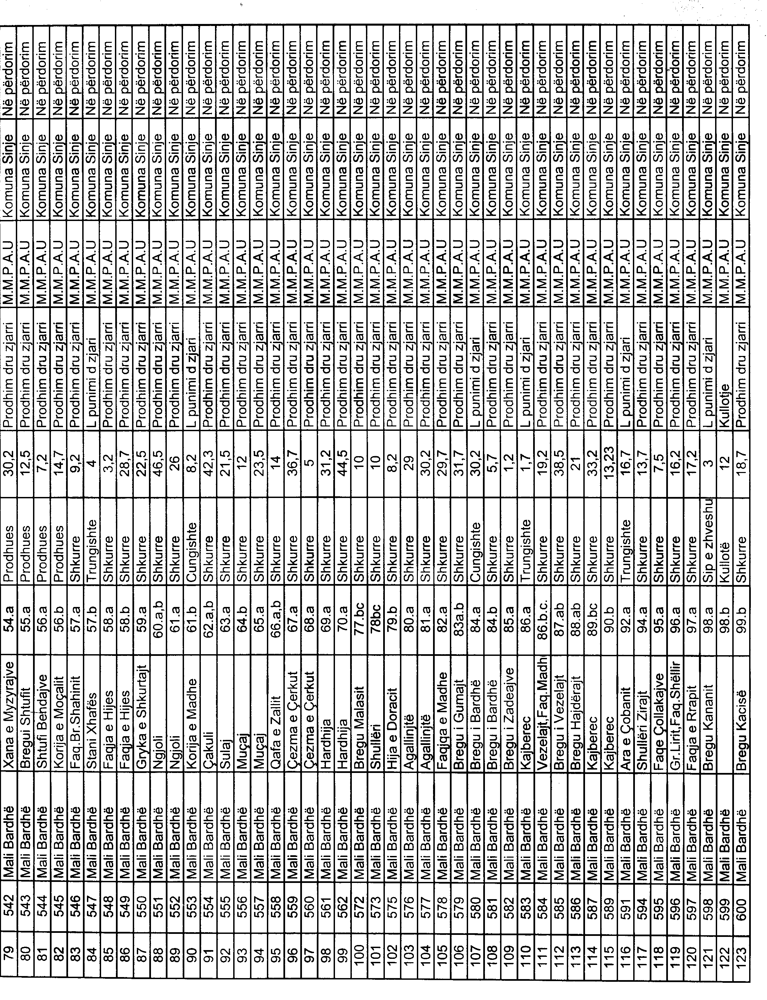 79 542 Mali Bardhë Xana e Myzyrajve 54.a Prodhues 30,2 Prodhim dru zjarri M.M.P.A.U Komuna Sinje Në përdorim
80 543 Mali Bardhë Bregui Shtufit 55.a Prodhues 12,5 Prodhim dru zjarri M.M.P.A.U Komuna Sinje Në përdorim
81 544 Mali Bardhë Shtufi Bendajve 56.a Prodhues 7,2 Prodhim dru zjarri M.M.P.A.U Komuna Sinje Në përdorim
82 545 Mali Bardhë Korija e Moçalit 56.b Prodhues 14,7 Prodhim dru zjarri M.M.P.A.U Komuna Sinje Në përdorim
83 546 Mali Bardhë Faq.Br.Shahinit 57.a Shkurre 9,2 Prodhim dru zjarri M.M.P.A.U Komuna Sinje Në përdorim
84 547 Mali Bardhë Stani Xhafës 57.b Trungishte 4 L punimi d zjari M.M.P.A.U Komuna Sinje Në përdorim
85 548 Mali Bardhë Faqja e Hijes 58.a Shkurre 3,2 Prodhim dru zjarri M.M.P.A.U Komuna Sinje Në përdorim
86 549 Mali Bardhë Faqja e Hijes 58.b Shkurre 28,7 Prodhim dru zjarri M.M.P.A.U Komuna Sinje Në përdorim
87 550 Mali Bardhë Gryka e Shkurtajt 59.a Shkurre 22,5 Prodhim dru zjarri M.M.P.A.U Komuna Sinje Në përdorim
88 551 Mali Bardhë Ngjoli 60.a,b Shkurre 46,5 Prodhim dru zjarri M.M.P.A.U Komuna Sinje Në përdorim
89 552 Mali Bardhë Ngjoli 61.a Shkurre 26 Prodhim dru zjarri M.M.P.A.U Komuna Sinje Në përdorim
90 553 Mali Bardhë Korija e Madhe 61.b Cungishte 8,2 L punimi d zjari M.M.P.A.U Komuna Sinje Në përdorim
91 554 Mali Bardhë Çakuli 62.a,b Shkurre 42,3 Prodhim dru zjarri M.M.P.A.U Komuna Sinje Në përdorim
92 555 Mali Bardhë Sulaj 63.a Shkurre 21,5 Prodhim dru zjarri M.M.P.A.U Komuna Sinje Në përdorim
93 556 Mali Bardhë Muçaj 64.b Shkurre 12 Prodhim dru zjarri M.M.P.A.U Komuna Sinje Në përdorim
94 557 Mali Bardhë Muçaj 65.a Shkurre 23,5 Prodhim dru zjarri M.M.P.A.U Komuna Sinje Në përdorim
95 558 Mali Bardhë Qafa e Zallit 66.a,b Shkurre 14 Prodhim dru zjarri M.M.P.A.U Komuna Sinje Në përdorim
96 559 Mali Bardhë Çezma e Çerkut 67.a Shkurre 36,7 Prodhim dru zjarri M.M.P.A.U Komuna Sinje Në përdorim
97 560 Mali Bardhë Çezma e Çerkut 68.a Shkurre 5 Prodhim dru zjarri M.M.P.A.U Komuna Sinje Në përdorim
98 561 Mali Bardhë Hardhija 69.a Shkurre 31,2 Prodhim dru zjarri M.M.P.A.U Komuna Sinje Në përdorim
99 562 Mali Bardhë Hardhija 70.a Shkurre 44,5 Prodhim dru zjarri M.M.P.A.U Komuna Sinje Në përdorim
100 572 Mali Bardhë Bregu Malasit 77.bc Shkurre 10 Prodhim dru zjarri M.M.P.A.U Komuna Sinje Në përdorim
101 573 Mali Bardhë Shullëri 78bc Shkurre 10 Prodhim dru zjarri M.M.P.A.U Komuna Sinje Në përdorim
102 575 Mali Bardhë Hija e Doracit 79.b Shkurre 8,2 Prodhim dru zjarri M.M.P.A.U Komuna Sinje Në përdorim
103 576 Mali Bardhë Agallinjtë 80.a Shkurre 29 Prodhim dru zjarri M.M.P.A.U Komuna Sinje Në përdorim
104 577 Mali Bardhë Agallinjtë 81.a Shkurre 30,2 Prodhim dru zjarri M.M.P.A.U Komuna Sinje Në përdorim
105 578 Mali Bardhë Faqjqa e Madhe 82.a Shkurre 29,7 Prodhim dru zjarri M.M.P.A.U Komuna Sinje Në përdorim
106 579 Mali Bardhë Bregu i Gumajt 83a.b Shkurre 31,7 Prodhim dru zjarri M.M.P.A.U Komuna Sinje Në përdorim
107 580 Mali Bardhë Bregu i Bardhë 84.a Cungishte 30,2 L punimi d zjari M.M.P.A.U Komuna Sinje Në përdorim
108 581 Mali Bardhë Bregu i Bardhë 84.b Shkurre 5,7 Prodhim dru zjarri M.M.P.A.U Komuna Sinje Në përdorim
109 582 Mali Bardhë Bregu i Zadeajve 85.a Shkurre 1,2 Prodhim dru zjarri M.M.P.A.U Komuna Sinje Në përdorim
110 583 Mali Bardhë Kajberec 86.a Trungishte 1,7 L punimi d zjari M.M.P.A.U Komuna Sinje Në përdorim
111 584 Mali Bardhë Vezelajt,Faq.Madh 86.b.c. Shkurre 19,2 Prodhim dru zjarri M.M.P.A.U Komuna Sinje Në përdorim
112 585 Mali Bardhë Bregu i Vezelajt 87.ab Shkurre 38,5 Prodhim dru zjarri M.M.P.A.U Komuna Sinje Në përdorim
113 586 Mali Bardhë Bregu Hajdërajt 88.ab Shkurre 21 Prodhim dru zjarri M.M.P.A.U Komuna Sinje Në përdorim
114 587 Mali Bardhë Kajberec 89.bc Shkurre 33,2 Prodhim dru zjarri M.M.P.A.U Komuna Sinje Në përdorim
115 589 Mali Bardhë Kajberec 90.b Shkurre 13,23 Prodhim dru zjarri M.M.P.A.U Komuna Sinje Në përdorim
116 591 Mali Bardhë Ara e Çobanit 92.a Trungishte 16,7 L punimi d zjari M.M.P.A.U Komuna Sinje Në përdorim
117 594 Mali Bardhë Shullëri Zirajt 94.a Shkurre 13,7 Prodhim dru zjarri M.M.P.A.U Komuna Sinje Në përdorim
118 595 Mali Bardhë Faqe Çollakajve 95.a Shkurre 7,5 Prodhim dru zjarri M.M.P.A.U Komuna Sinje Në përdorim
119 596 Mali Bardhë Gr.Lirit,Faq.Shëllir 96.a Shkurre 16,2 Prodhim dru zjarri M.M.P.A.U Komuna Sinje Në përdorim
120 597 Mali Bardhë Faqja e Rrapit 97.a Shkurre 17,2 Prodhim dru zjarri M.M.P.A.U Komuna Sinje Në përdorim
121 598 Mali Bardhë Bregu Kananit 98.a Sip e zhveshu 3 L punimi d zjari M.M.P.A.U Komuna Sinje Në përdorim
122 599 Mali Bardhë 98.b Kullotë 12 Kullotje M.M.P.A.U Komuna Sinje Në përdorim
123 600 Mali Bardhë Bregu Kacisë 99.b Shkurre 18,7 Prodhim dru zjarri M.M.P.A.U Komuna Sinje Në përdorim